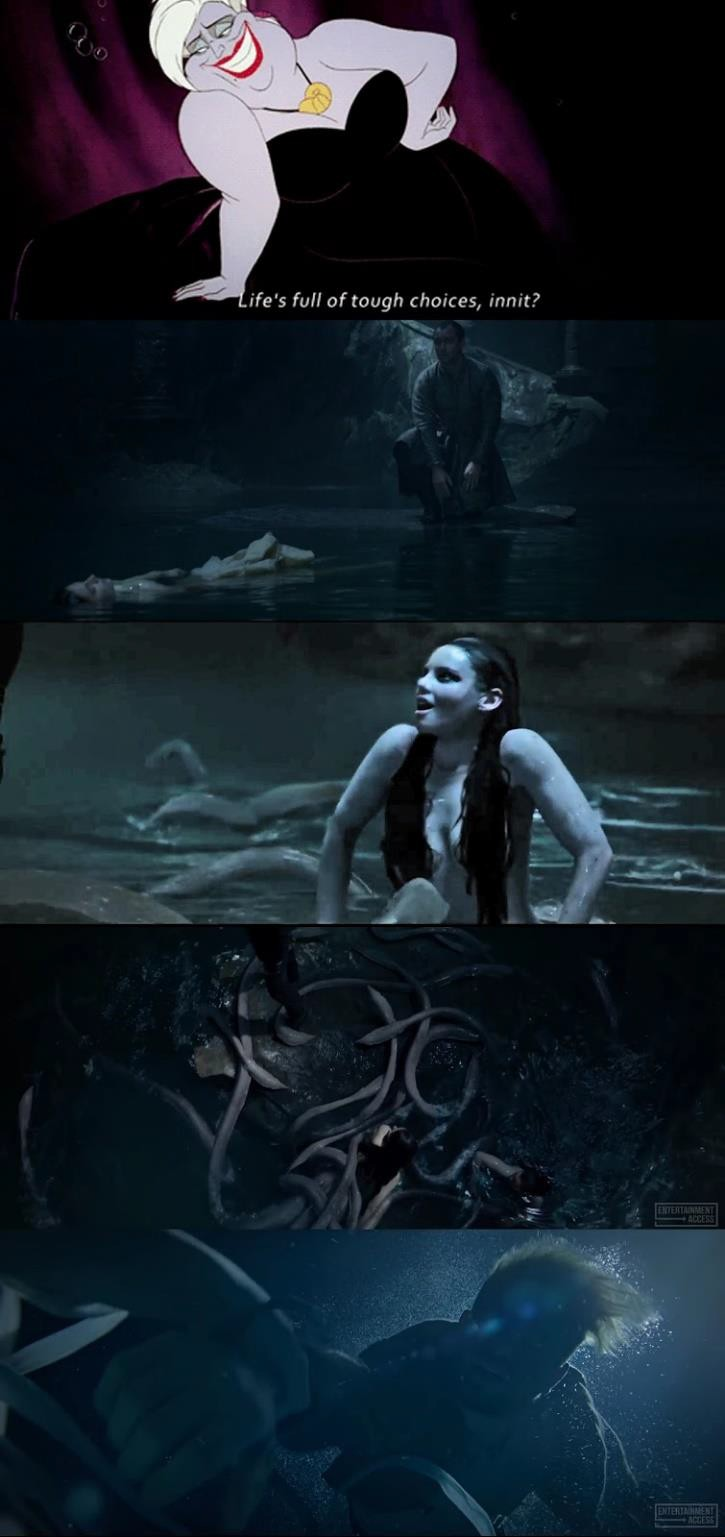 Life's full of tough choices, innit?
ENTERTAINMENT
ACCESS
ENTERTAINMENT
ACCESS